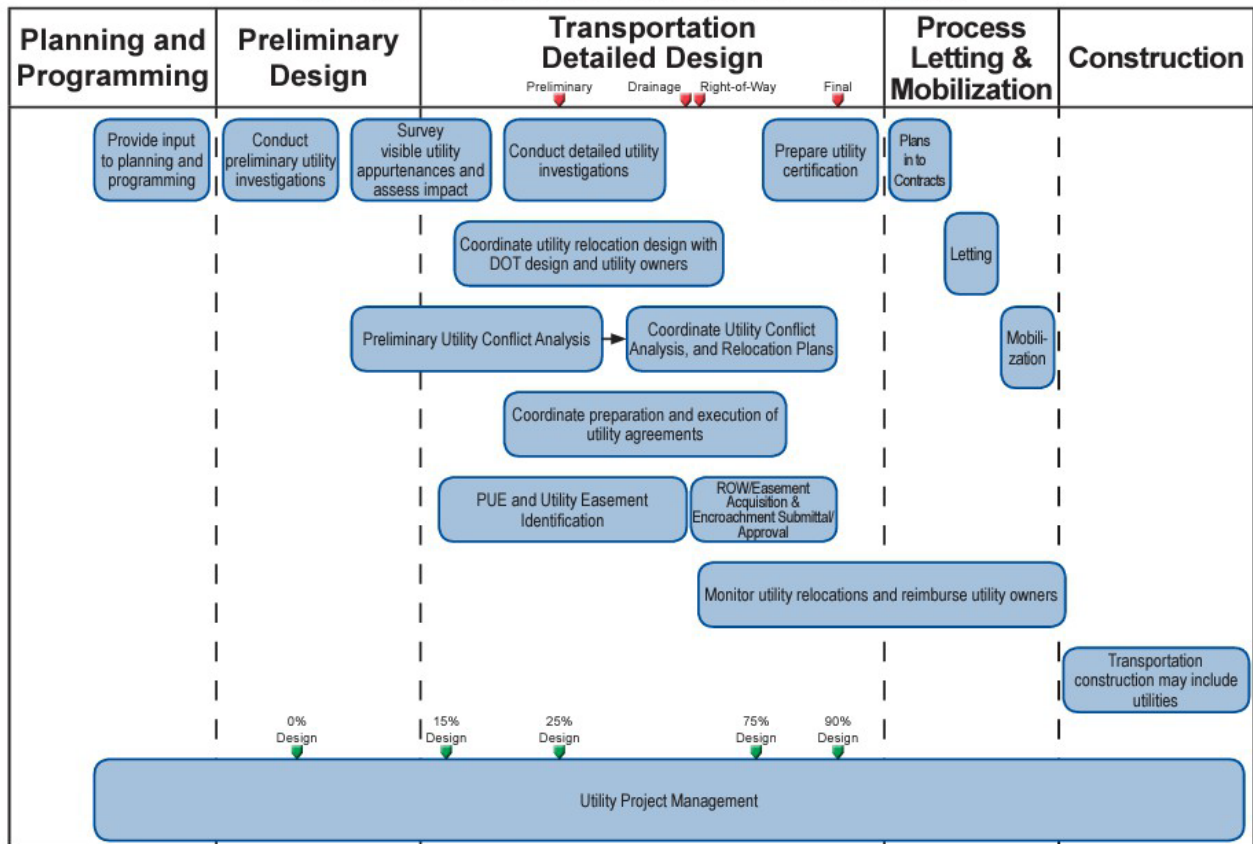 Planning and
Programming
Preliminary
Design
Transportation
Detailed Design
Process
Letting &
Mobilization
Construction
Preliminary
Drainage
Right-of-Way
Final
Provide input
to planning and
programming
Conduct
preliminary utility
investigations
Survey
visible utility
appurtenances and
assess impact
Conduct detailed utility
investigations
Prepare utility
certification
Plans
in to
Contracts
Coordinate utility relocation design with
DOT design and utility owners
Letting
Preliminary Utility Conflict Analysis
Coordinate Utility Conflict
Analysis, and Relocation Plans
Mobili-
zation
Coordinate preparation and execution of
utility agreements
PUE and Utility Easement
Identification
ROW/Easement
Acquisition &
Encroachment Submittal/
Approval
Monitor utility relocations and reimburse utility owners
Transportation
construction may include
utilities
0%
Design
15%
Design
25%
Design
75%
Design
90%
Design
Utility Project Management